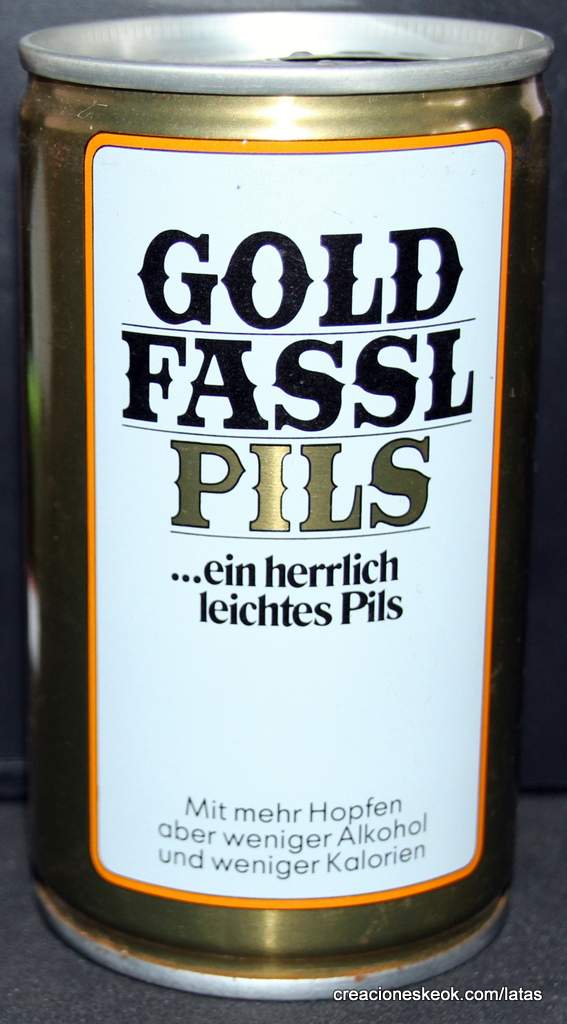 GOLD
FASSL
PILS
...ein herrlich
leichtes Pils
Mit mehr Hopfen
aber weniger Alkohol
und weniger Kalorien
creacioneskeok.com/latas